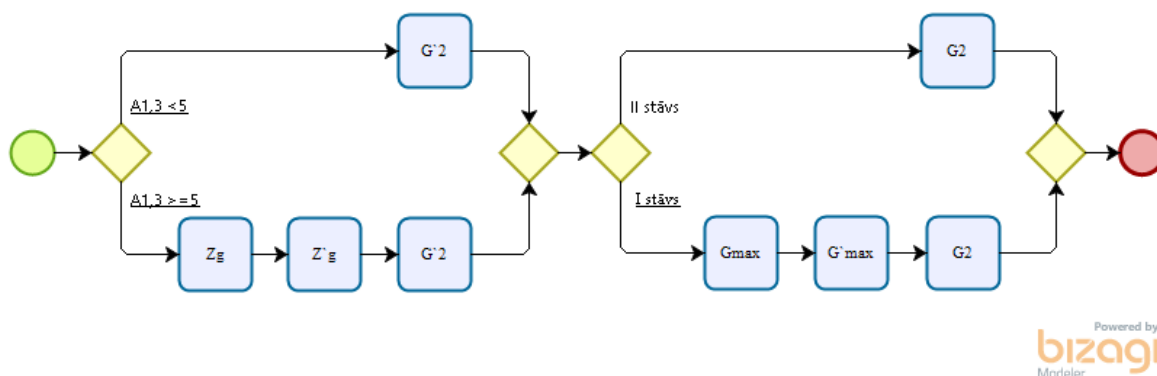 G`2
G2
A1,3 <5
II stāvs
A1,3 >=5
I stāvs
Zg
Z`g
G`2
Gmax
G`max
G2
Powered by
bizagi
Modeler